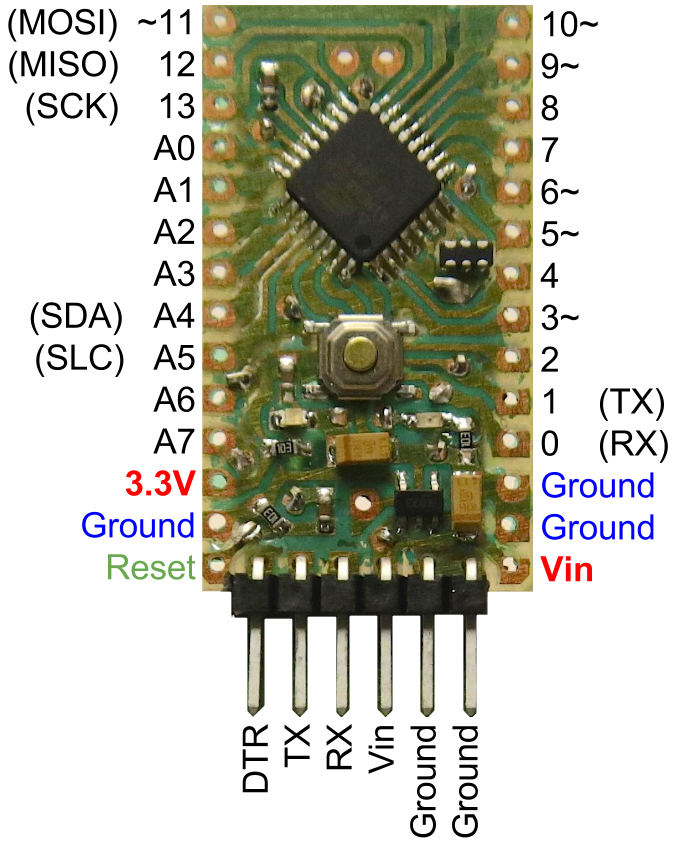 (MOSI) ~11
(MISO) 12
(SCK) 13
A0
A1
A2
A3
(SDA) A4
(SLC) A5
A6
A7
3.3V
Ground
Reset
10~
9~
8
7
6~
5~
4
3~
2
1 (TX)
0 (RX)
Ground
Ground
Vin
DTR
TX
RX
Vin
Ground
Ground